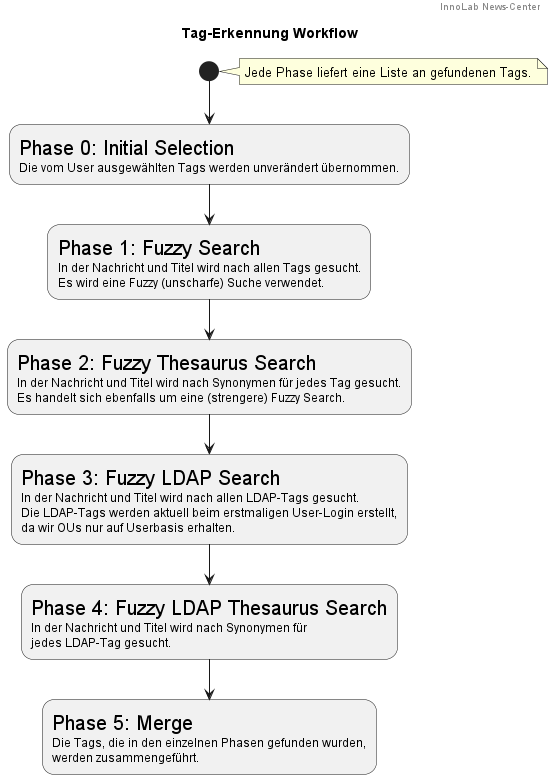 InnoLab News-Center
Tag-Erkennung Workflow
Jede Phase liefert eine Liste an gefundenen Tags.
Phase 0: Initial Selection
Die vom User ausgewählten Tags werden unverändert übernommen.
Phase 1: Fuzzy Search
In der Nachricht und Titel wird nach allen Tags gesucht.
Es wird eine Fuzzy (unscharfe) Suche verwendet.
Phase 2: Fuzzy Thesaurus Search
In der Nachricht und Titel wird nach Synonymen für jedes Tag gesucht.
Es handelt sich ebenfalls um eine (strengere) Fuzzy Search.
Phase 3: Fuzzy LDAP Search
In der Nachricht und Titel wird nach allen LDAP-Tags gesucht.
Die LDAP-Tags werden aktuell beim erstmaligen User-Login erstellt,
da wir OUs nur auf Userbasis erhalten.
Phase 4: Fuzzy LDAP Thesaurus Search
In der Nachricht und Titel wird nach Synonymen für
jedes LDAP-Tag gesucht.
Phase 5: Merge
Die Tags, die in den einzelnen Phasen gefunden wurden,
werden zusammengeführt.